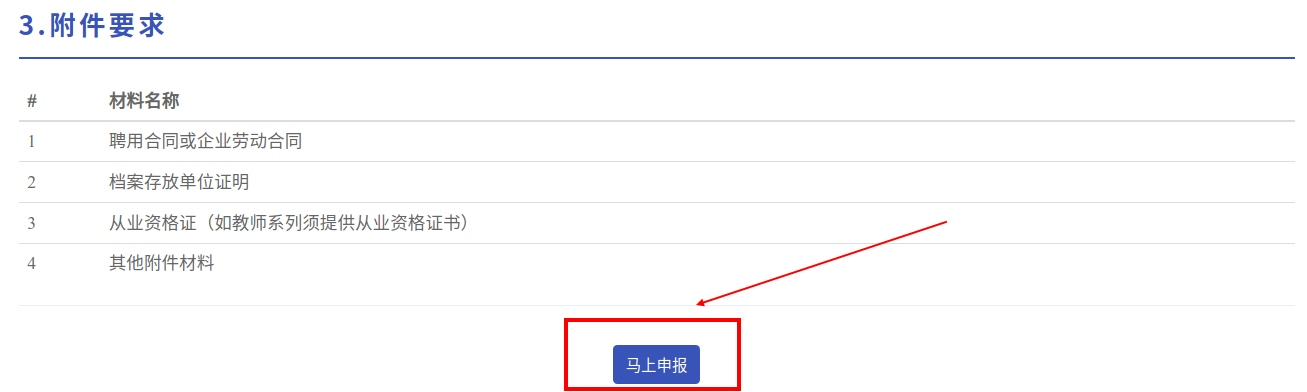 3.附件要求
# 材料名称
1 聘用合同或企业劳动合同
2 档案存放单位证明
3 从业资格证（如教师系列须提供从业资格证书）
4 其他附件材料
马上申报